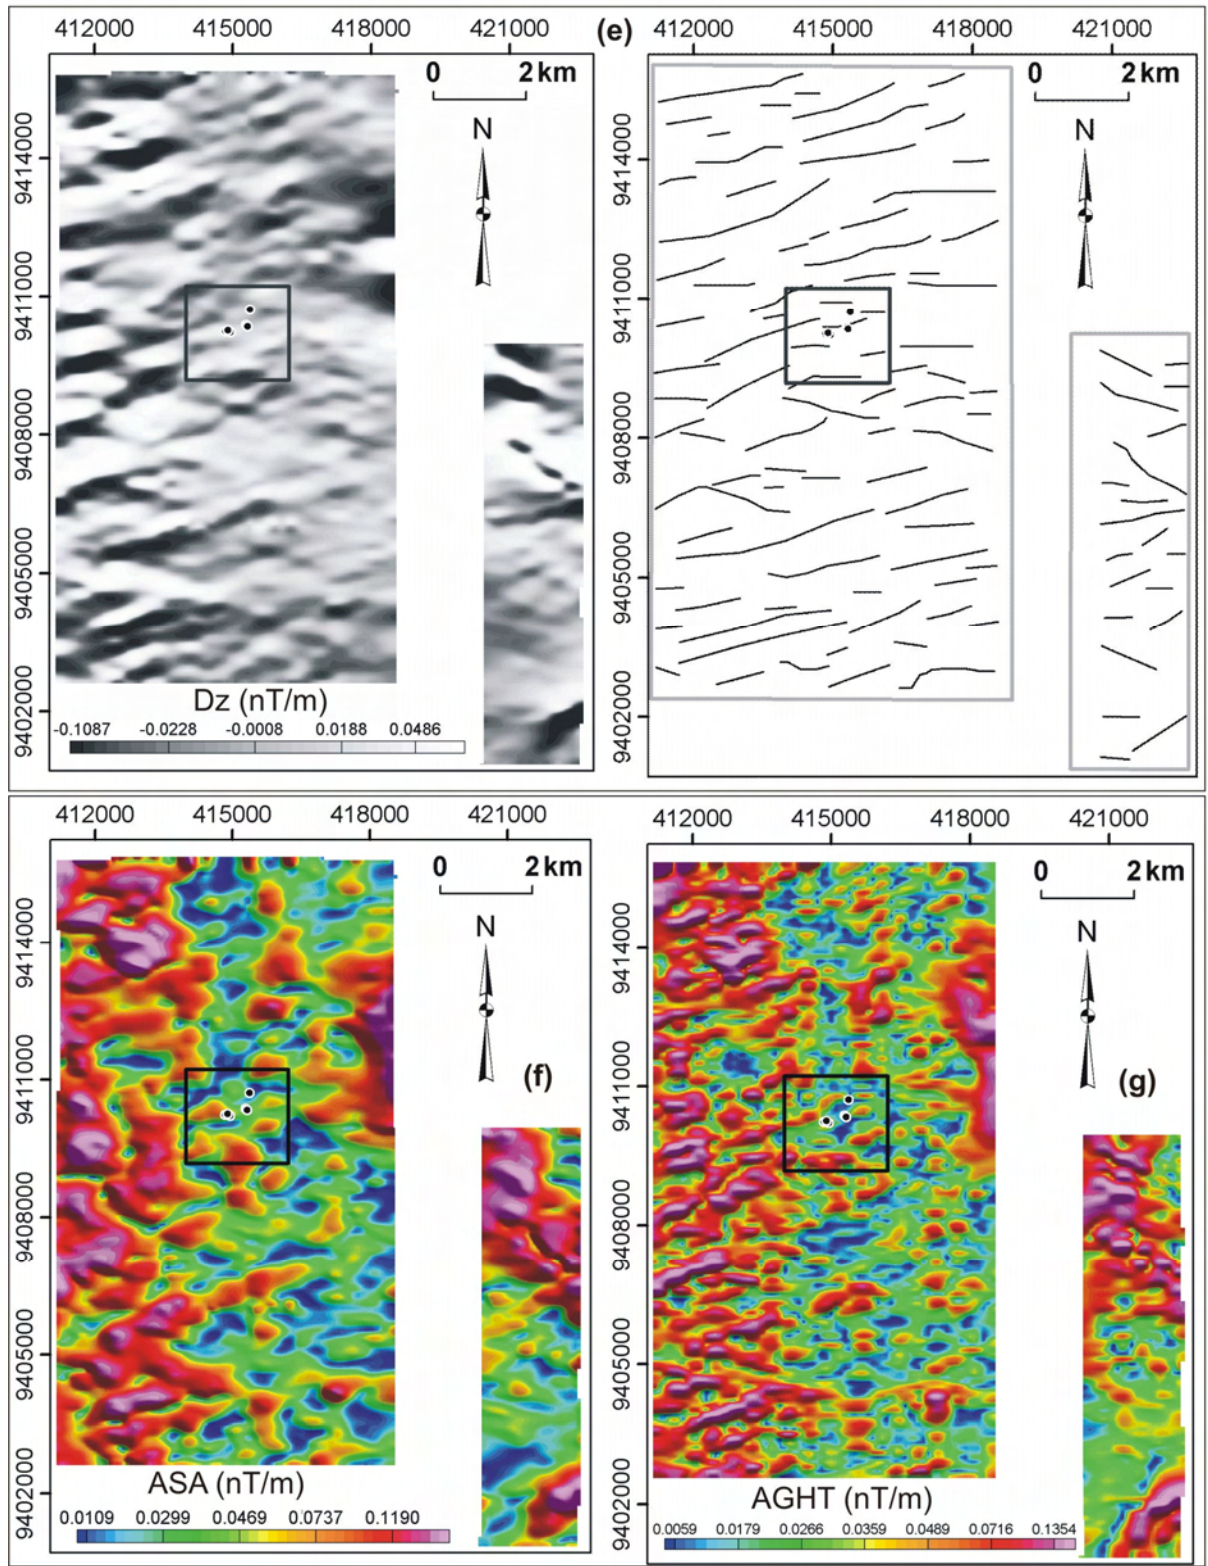 412000 415000 418000 421000
(e)
412000 415000 418000 421000
0 2 km
N
9414000
9411000
9408000
9405000
9402000
Dz (nT/m)
-0.1087 -0.0228 -0.0008 0.0188 0.0486
0 2 km
N
9414000
9411000
9408000
9405000
9402000
412000 415000 418000 421000
412000 415000 418000 421000
0 2 km
N
9414000
9411000
9408000
9405000
9402000
(f)
ASA (nT/m)
0.0109 0.0299 0.0469 0.0737 0.1190
0 2 km
N
9414000
9411000
9408000
9405000
9402000
(g)
AGHT (nT/m)
0.0059 0.0179 0.0266 0.0359 0.0489 0.0716 0.1354